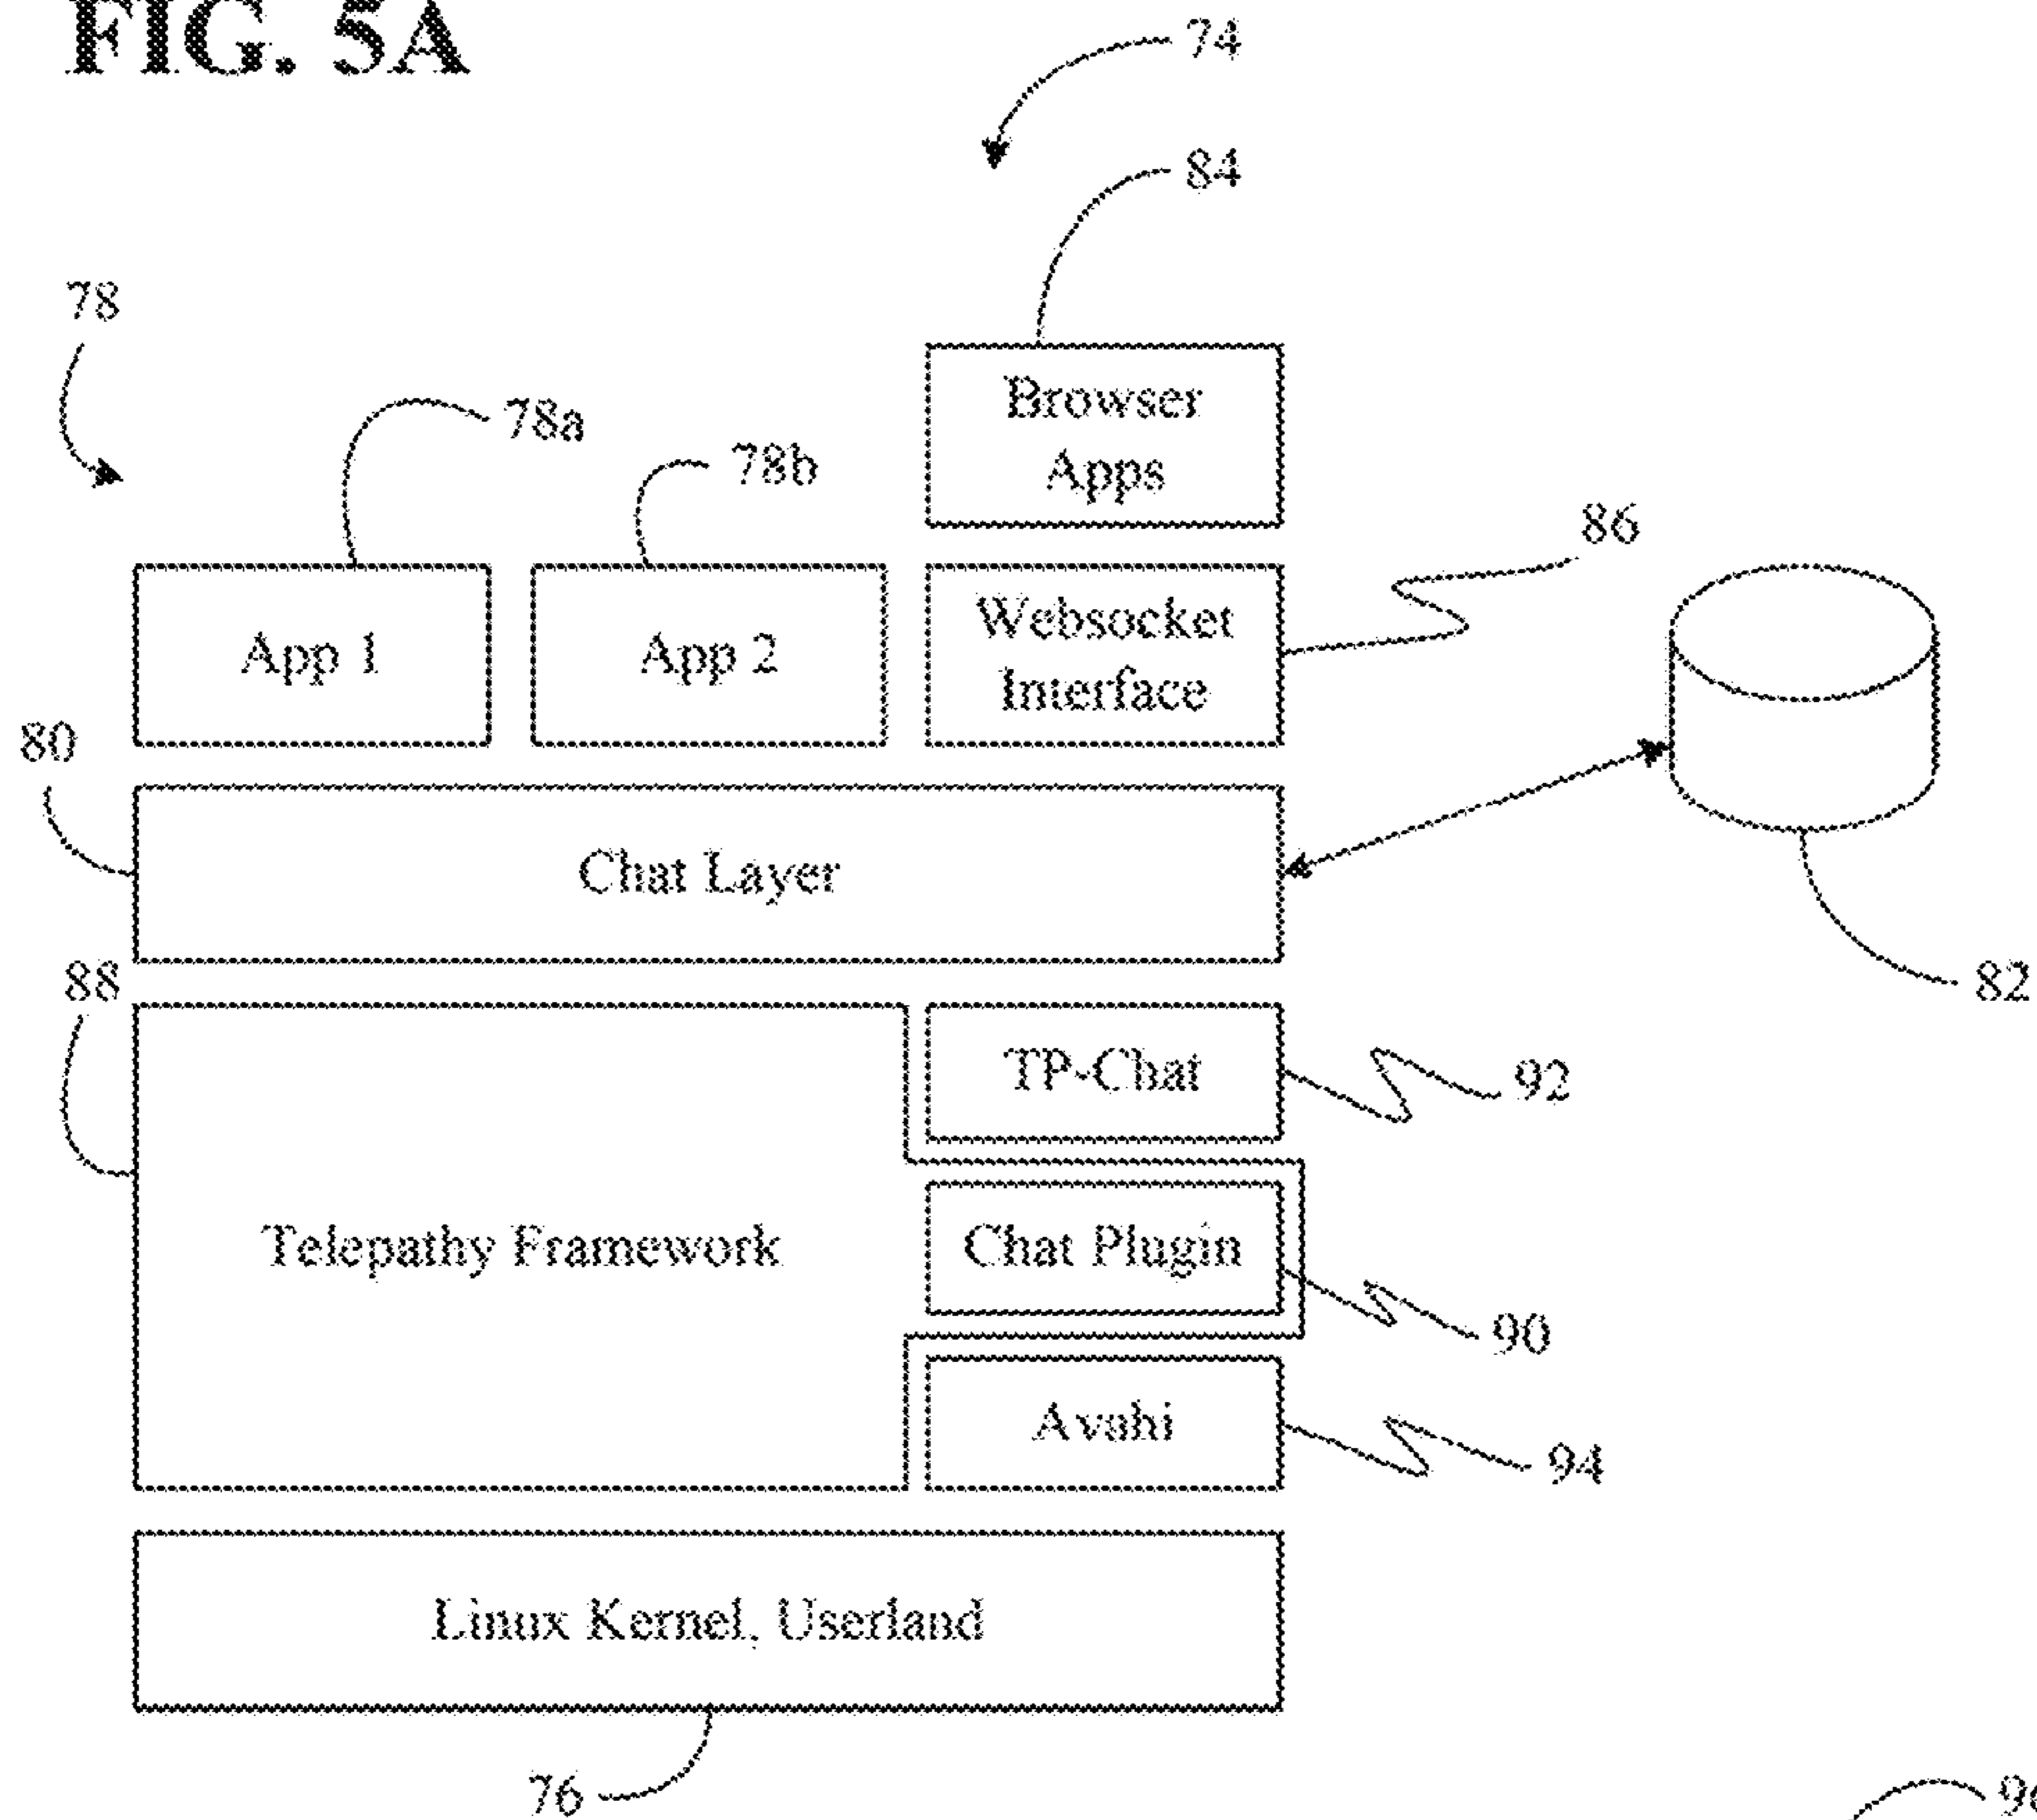 FIG. 5A
74
84
78
78a
78b
Browser
Apps
86
App 1
App 2
Websocket
Interface
80
Chat Layer
82
88
TP-Chat
92
Telepathy Framework
Chat Plugin
90
Avahi
94
Linux Kernel, Userland
76